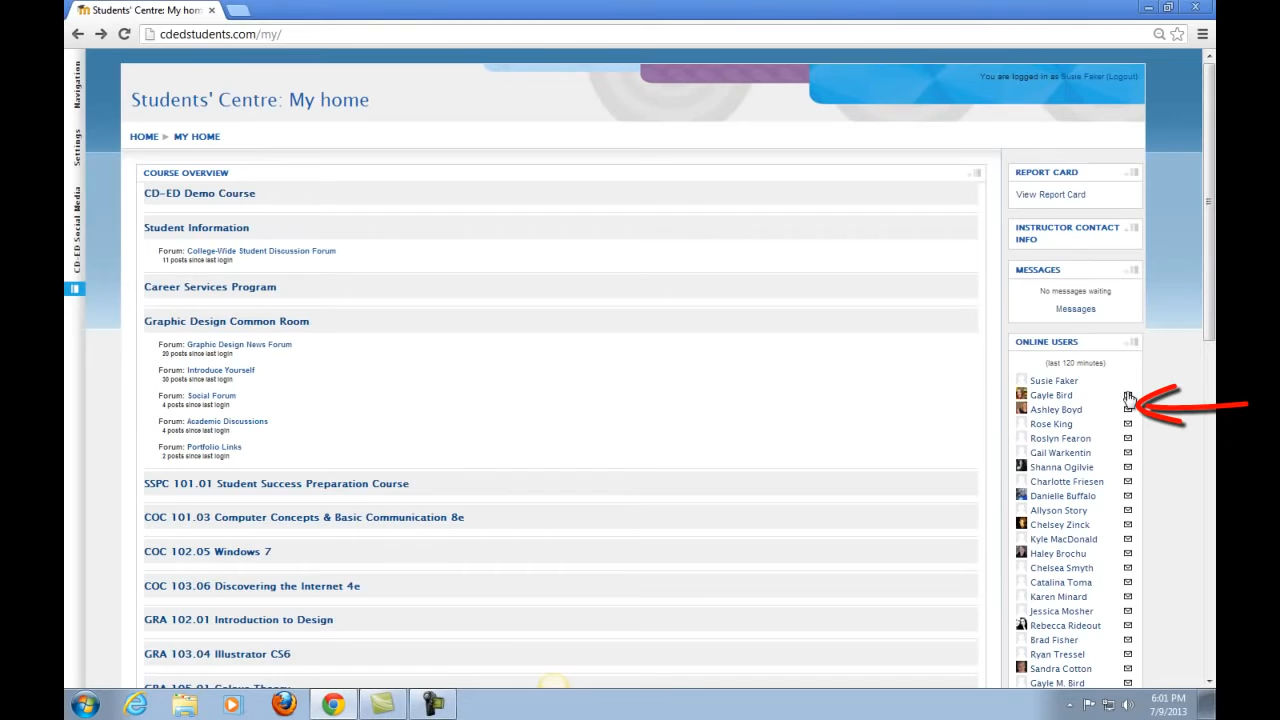 Students' Centre: My hom
cdedstudents.com/my/
Navigation
Settings
CD-ED Social Media
You are logged in as Susie Faker (Logout)
Students' Centre: My home
HOME ► MY HOME
COURSE OVERVIEW
CD-ED Demo Course
Student Information
Forum: College-Wide Student Discussion Forum
11 posts since last login
Career Services Program
Graphic Design Common Room
Forum: Graphic Design News Forum
20 posts since last login
Forum: Introduce Yourself
30 posts since last login
Forum: Social Forum
4 posts since last login
Forum: Academic Discussions
4 posts since last login
Forum: Portfolio Links
2 posts since last login
SSPC 101.01 Student Success Preparation Course
COC 101.03 Computer Concepts & Basic Communication 8e
COC 102.05 Windows 7
COC 103.06 Discovering the Internet 4e
GRA 102.01 Introduction to Design
GRA 103.04 Illustrator CS6
GRA 105.01 Colour Theory
REPORT CARD
View Report Card
INSTRUCTOR CONTACT
INFO
MESSAGES
No messages waiting
Messages
ONLINE USERS
(last 120 minutes)
Susie Faker
Gayle Bird
Ashley Boyd
Rose King
Roslyn Fearon
Gail Warkentin
Shanna Ogilvie
Charlotte Friesen
Danielle Buffalo
Allyson Story
Chelsey Zinck
Kyle MacDonald
Haley Brochu
Chelsea Smyth
Catalina Toma
Karen Minard
Jessica Mosher
Rebecca Rideout
Brad Fisher
Ryan Tressel
Sandra Cotton
Gayle M. Bird
6:01 PM
7/9/2013